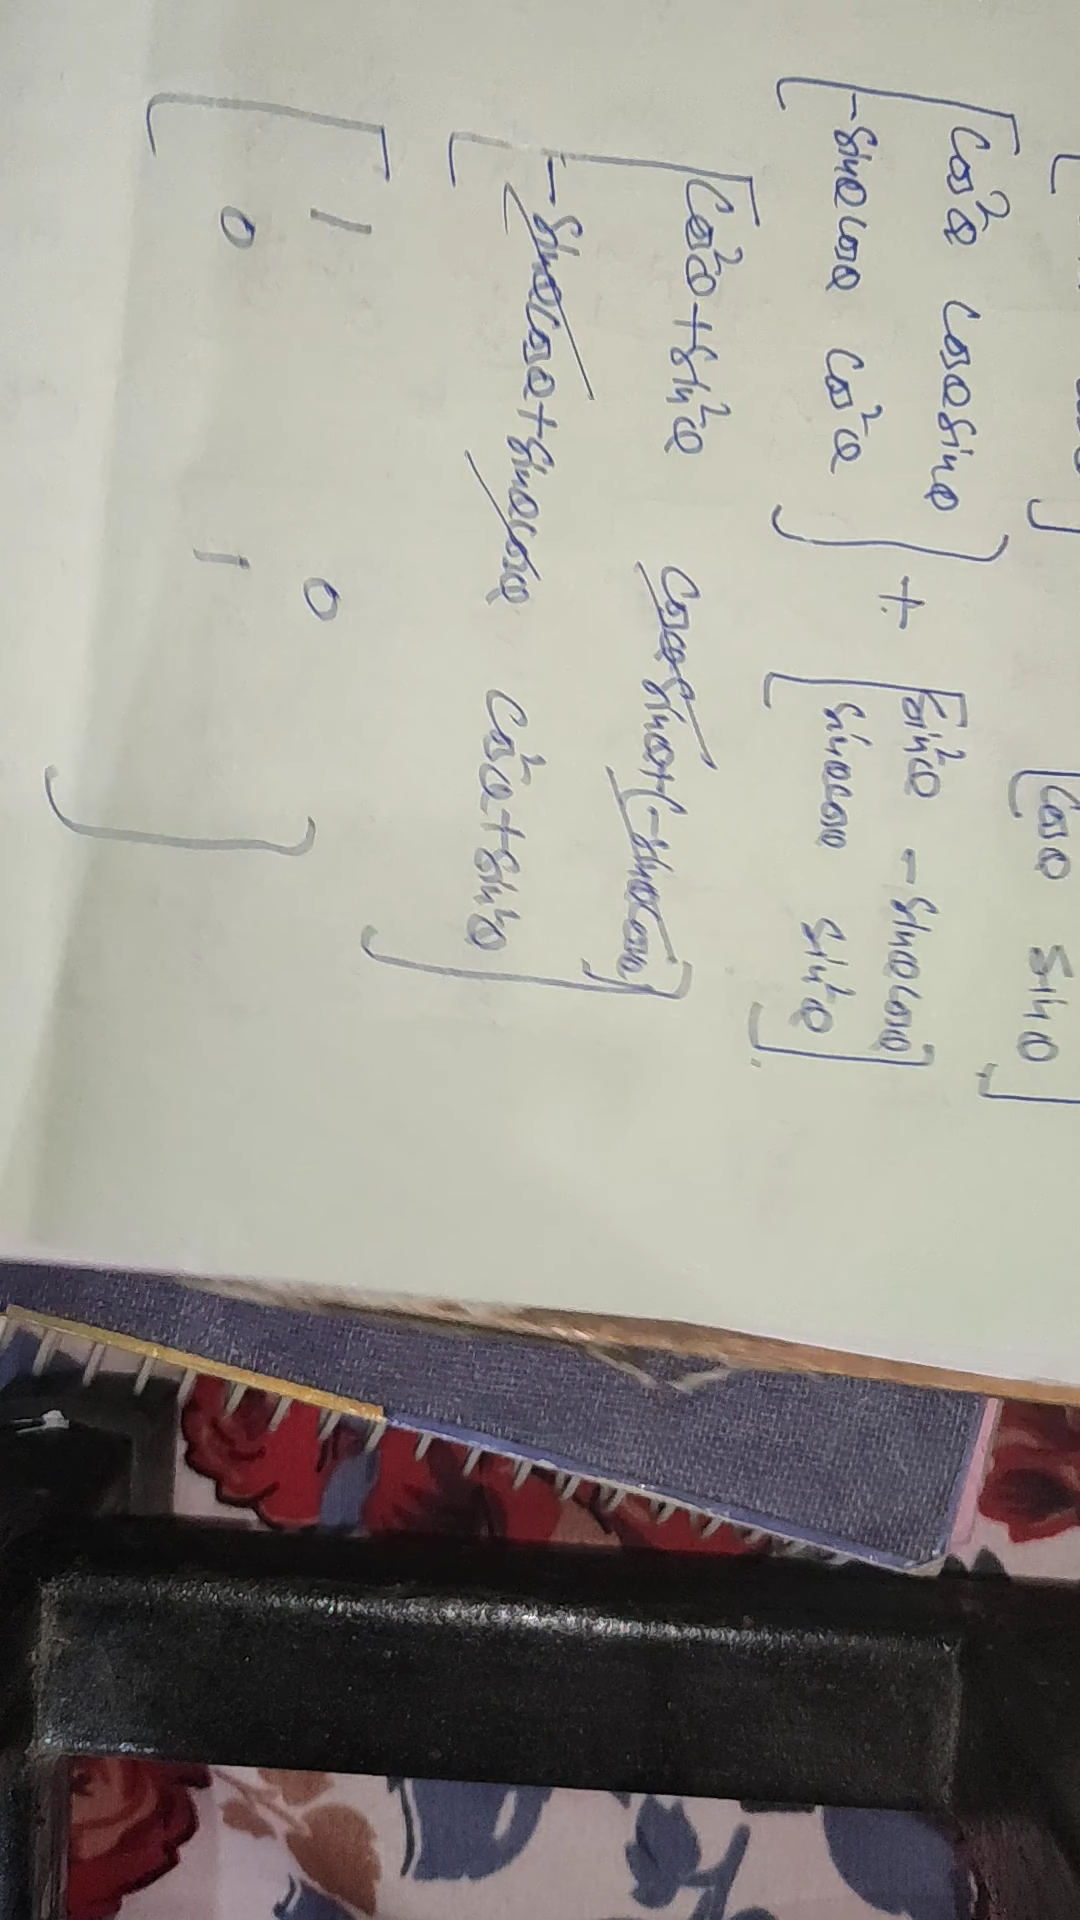 [cosθ sinθ]
[cos²θ cosθsinθ] + [sin²θ -sinθcosθ]
[-sinθcosθ cos²θ] [sinθcosθ sin²θ]
[cos²θ+sin²θ cosθsinθ+(-sinθcosθ)]
[-sinθcosθ+sinθcosθ cos²θ+sin²θ]
[1 0]
[0 1]